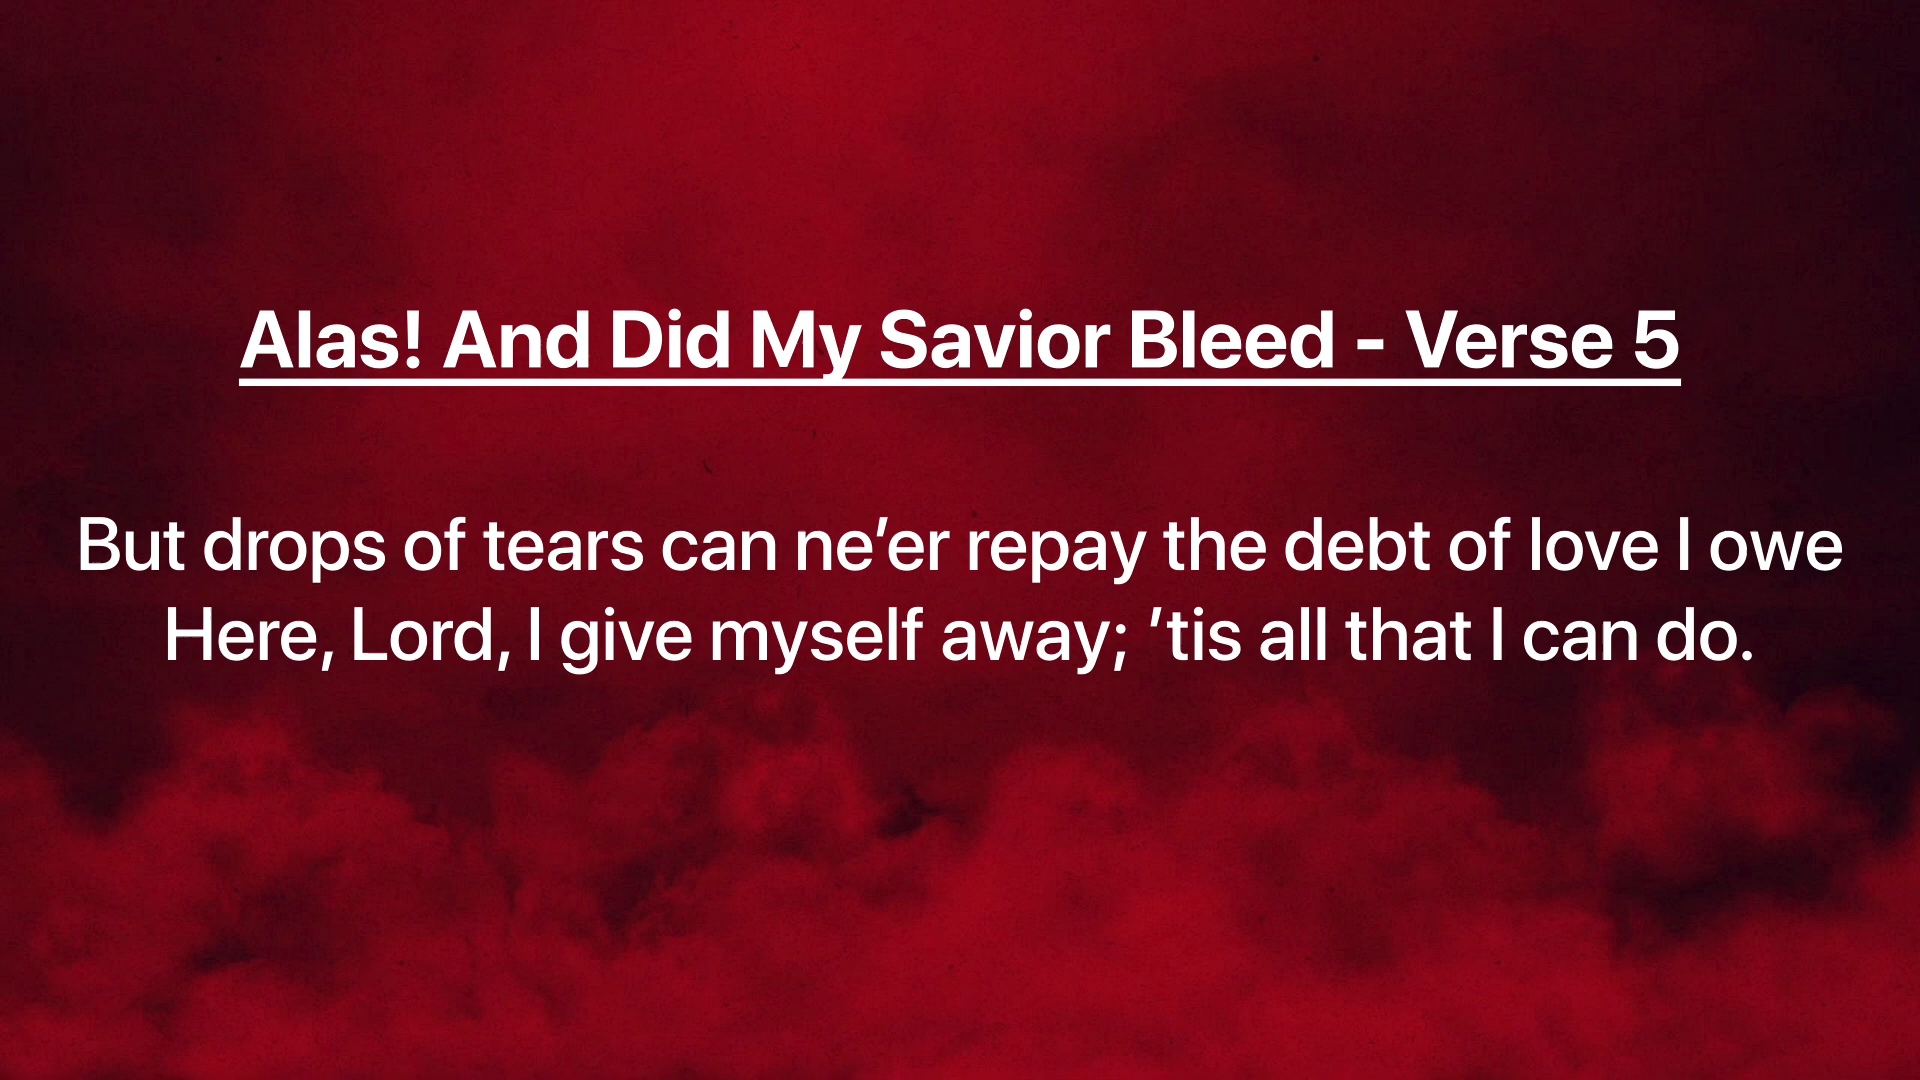 Alas! And Did My Savior Bleed - Verse 5
But drops of tears can ne’er repay the debt of love I owe
Here, Lord, I give myself away; ’tis all that I can do.